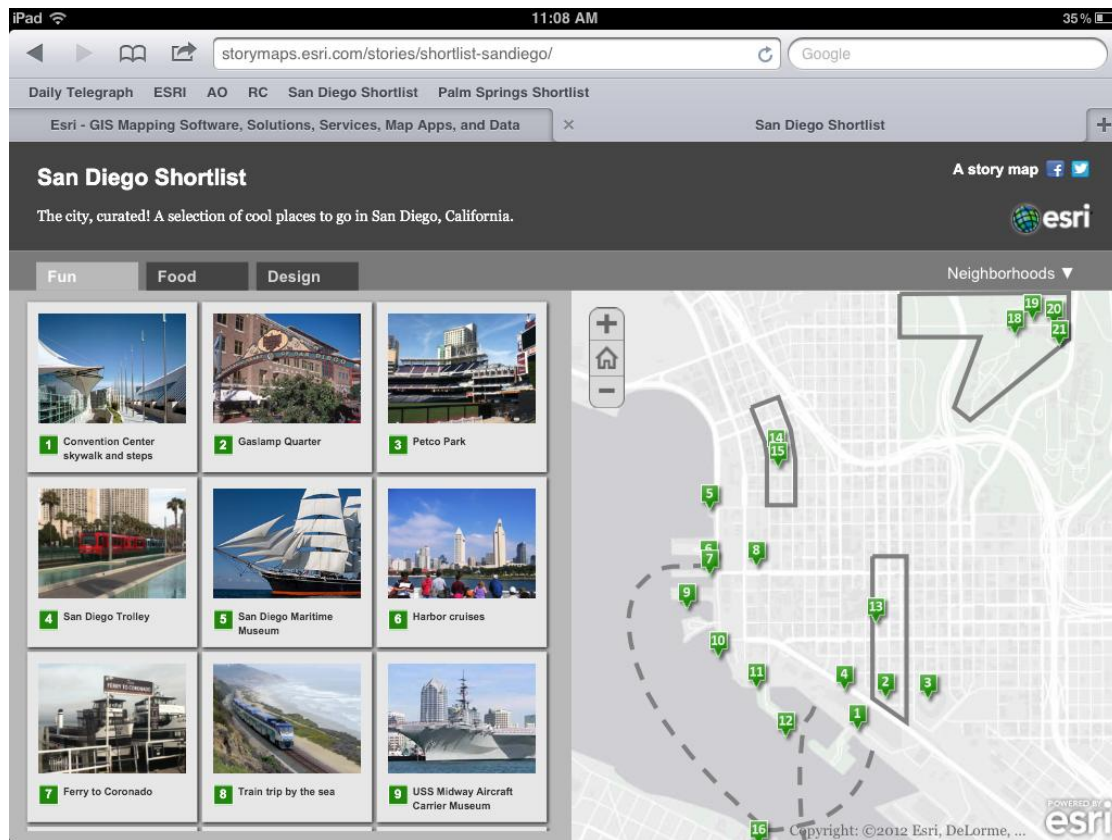 iPad
11:08 AM
35%
storymaps.esri.com/stories/shortlist-sandiego/
Google
Daily Telegraph ESRI AO RC San Diego Shortlist Palm Springs Shortlist
Esri - GIS Mapping Software, Solutions, Services, Map Apps, and Data
San Diego Shortlist
San Diego Shortlist
A story map
The city, curated! A selection of cool places to go in San Diego, California.
esri
Fun Food Design
Neighborhoods ▼
1 Convention Center
skywalk and steps
2 Gaslamp Quarter
3 Petco Park
4 San Diego Trolley
5 San Diego Maritime
Museum
6 Harbor cruises
FERRY TO CORONADO
7 Ferry to Coronado
8 Train trip by the sea
9 USS Midway Aircraft
Carrier Museum
19
20
18
21
14
15
5
6
7
8
9
13
10
11
4
2
3
12
1
16
Copyright: ©2012 Esri, DeLorme, ...
POWERED BY
esri